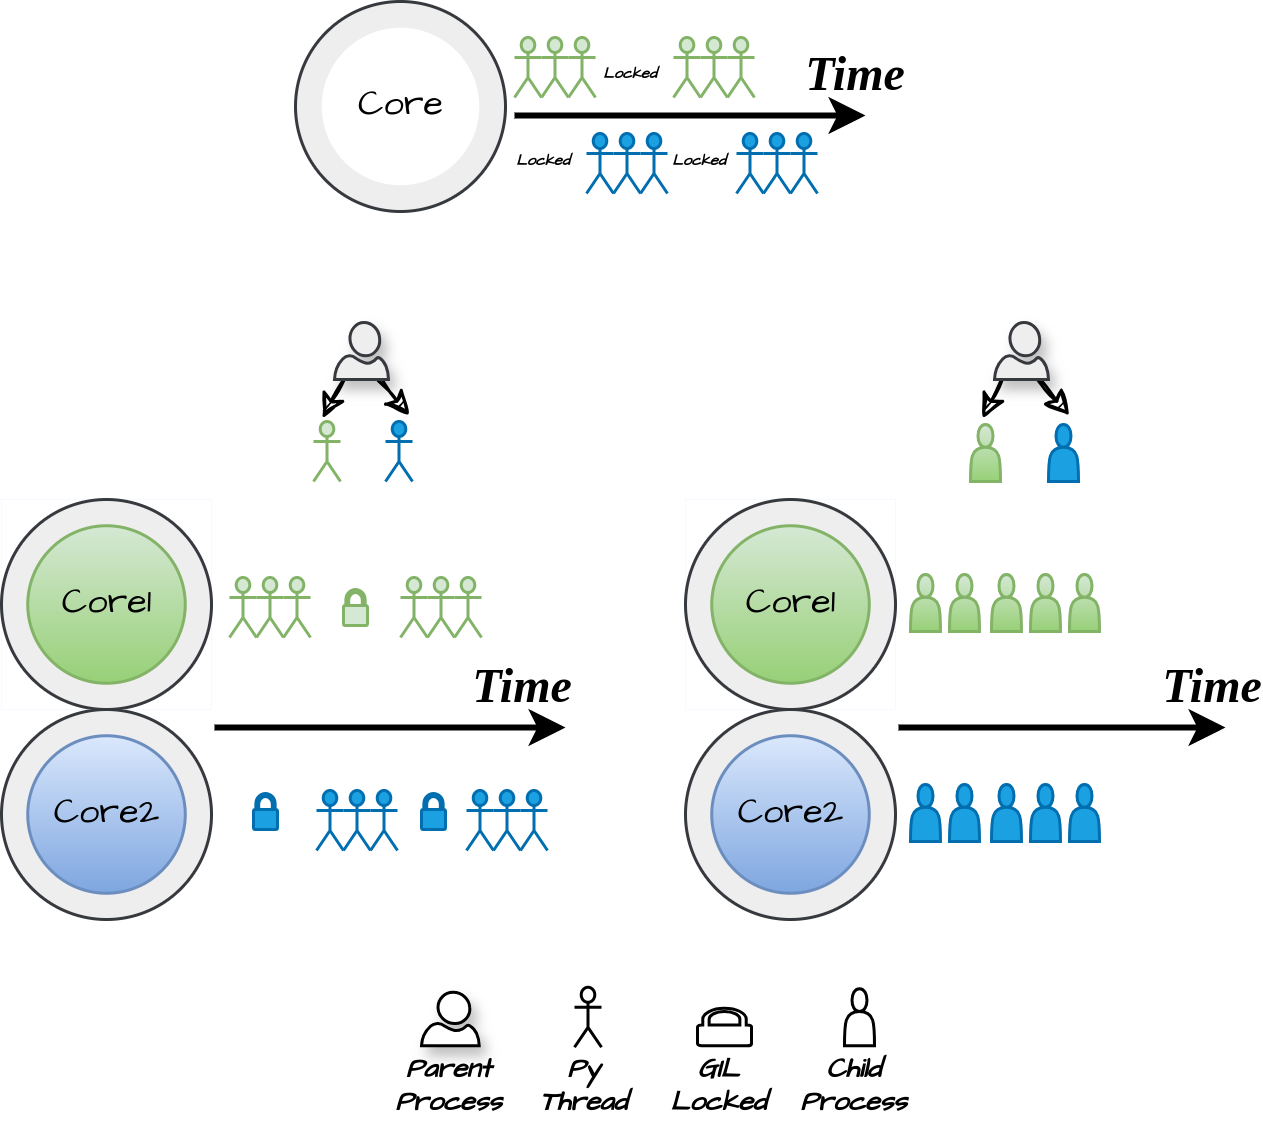 Core
Locked
Time
Locked
Locked
Core1
Time
Core2
Core1
Time
Core2
Parent
Process
Py
Thread
GIL
Locked
Child
Process